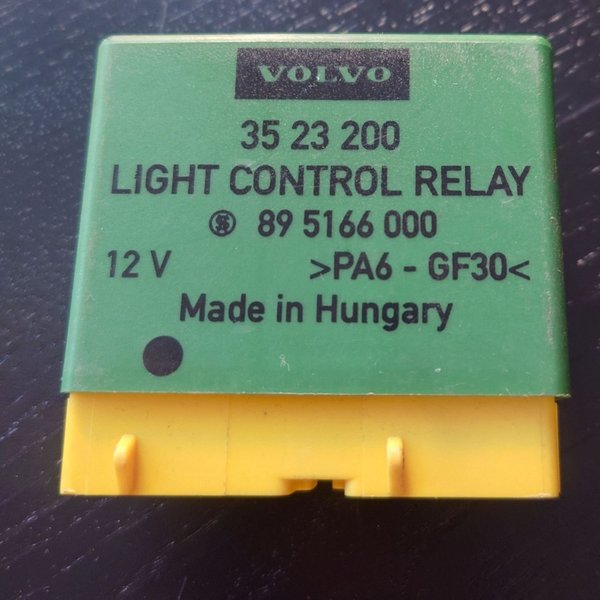 VOLVO
35 23 200
LIGHT CONTROL RELAY
89 5166 000
12 V >PA6 - GF30<
Made in Hungary